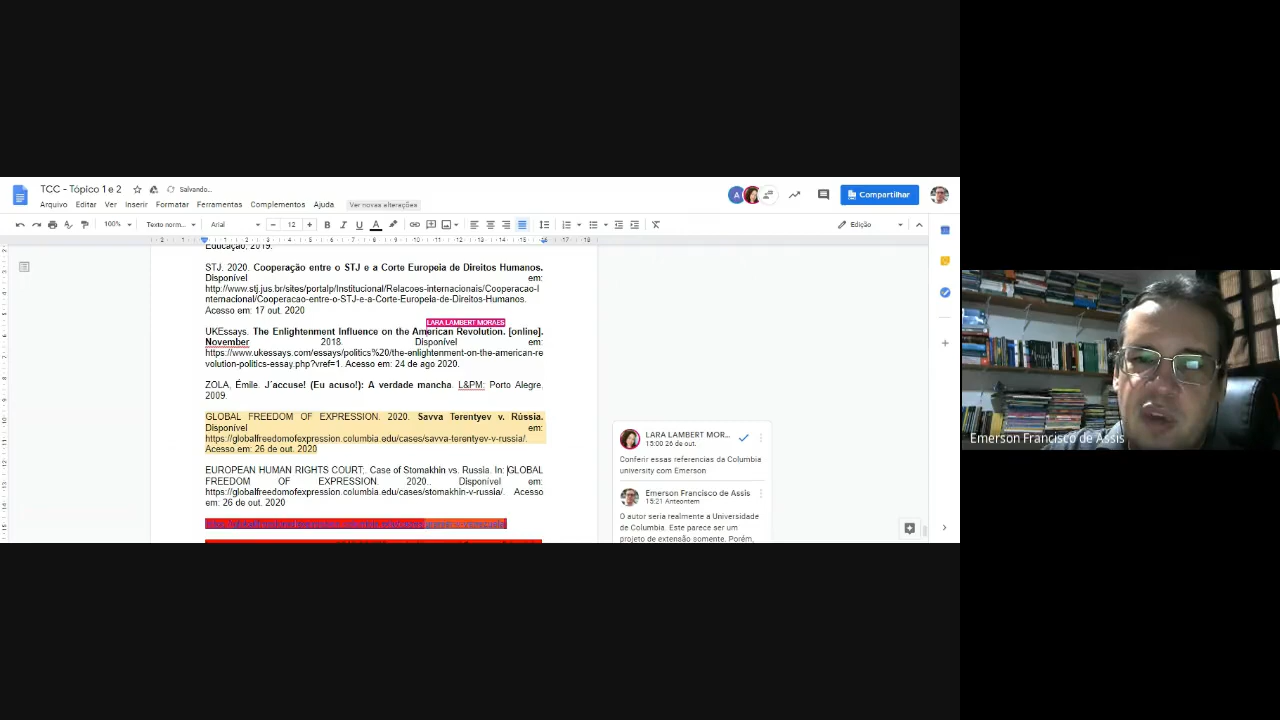 TCC - Tópico 1 e 2
Salvando...
Arquivo Editar Ver Inserir Formatar Ferramentas Complementos Ajuda Ver novas alterações
Compartilhar
100% Texto norm... Arial 12 Edição
Educação, 2019.
STJ. 2020. Cooperação entre o STJ e a Corte Europeia de Direitos Humanos.
Disponível em:
http://www.stj.jus.br/sites/portalp/Institucional/Relacoes-internacionais/Cooperacao-I
nternacional/Cooperacao-entre-o-STJ-e-a-Corte-Europeia-de-Direitos-Humanos.
Acesso em: 17 out. 2020
LARA LAMBERT MORAES
UKEssays. The Enlightenment Influence on the American Revolution. [online].
November 2018. Disponível em:
https://www.ukessays.com/essays/politics%20/the-enlightenment-on-the-american-re
volution-politics-essay.php?vref=1. Acesso em: 24 de ago 2020.
ZOLA, Émile. J´accuse! (Eu acuso!): A verdade mancha. L&PM: Porto Alegre.
2009.
GLOBAL FREEDOM OF EXPRESSION. 2020. Savva Terentyev v. Rússia.
Disponível em:
https://globalfreedomofexpression.columbia.edu/cases/savva-terentyev-v-russia/.
Acesso em: 26 de out. 2020
EUROPEAN HUMAN RIGHTS COURT,. Case of Stomakhin vs. Russia. In: GLOBAL
FREEDOM OF EXPRESSION. 2020.. Disponível em:
https://globalfreedomofexpression.columbia.edu/cases/stomakhin-v-russia/. Acesso
em: 26 de out. 2020
LARA LAMBERT MOR...
15:00 26 de out.
Conferir essas referencias da Columbia
university com Emerson
Emerson Francisco de Assis
15:21 Anteontem
O autor seria realmente a Universidade
de Columbia. Este parece ser um
projeto de extensão somente. Porém,
Emerson Francisco de Assis